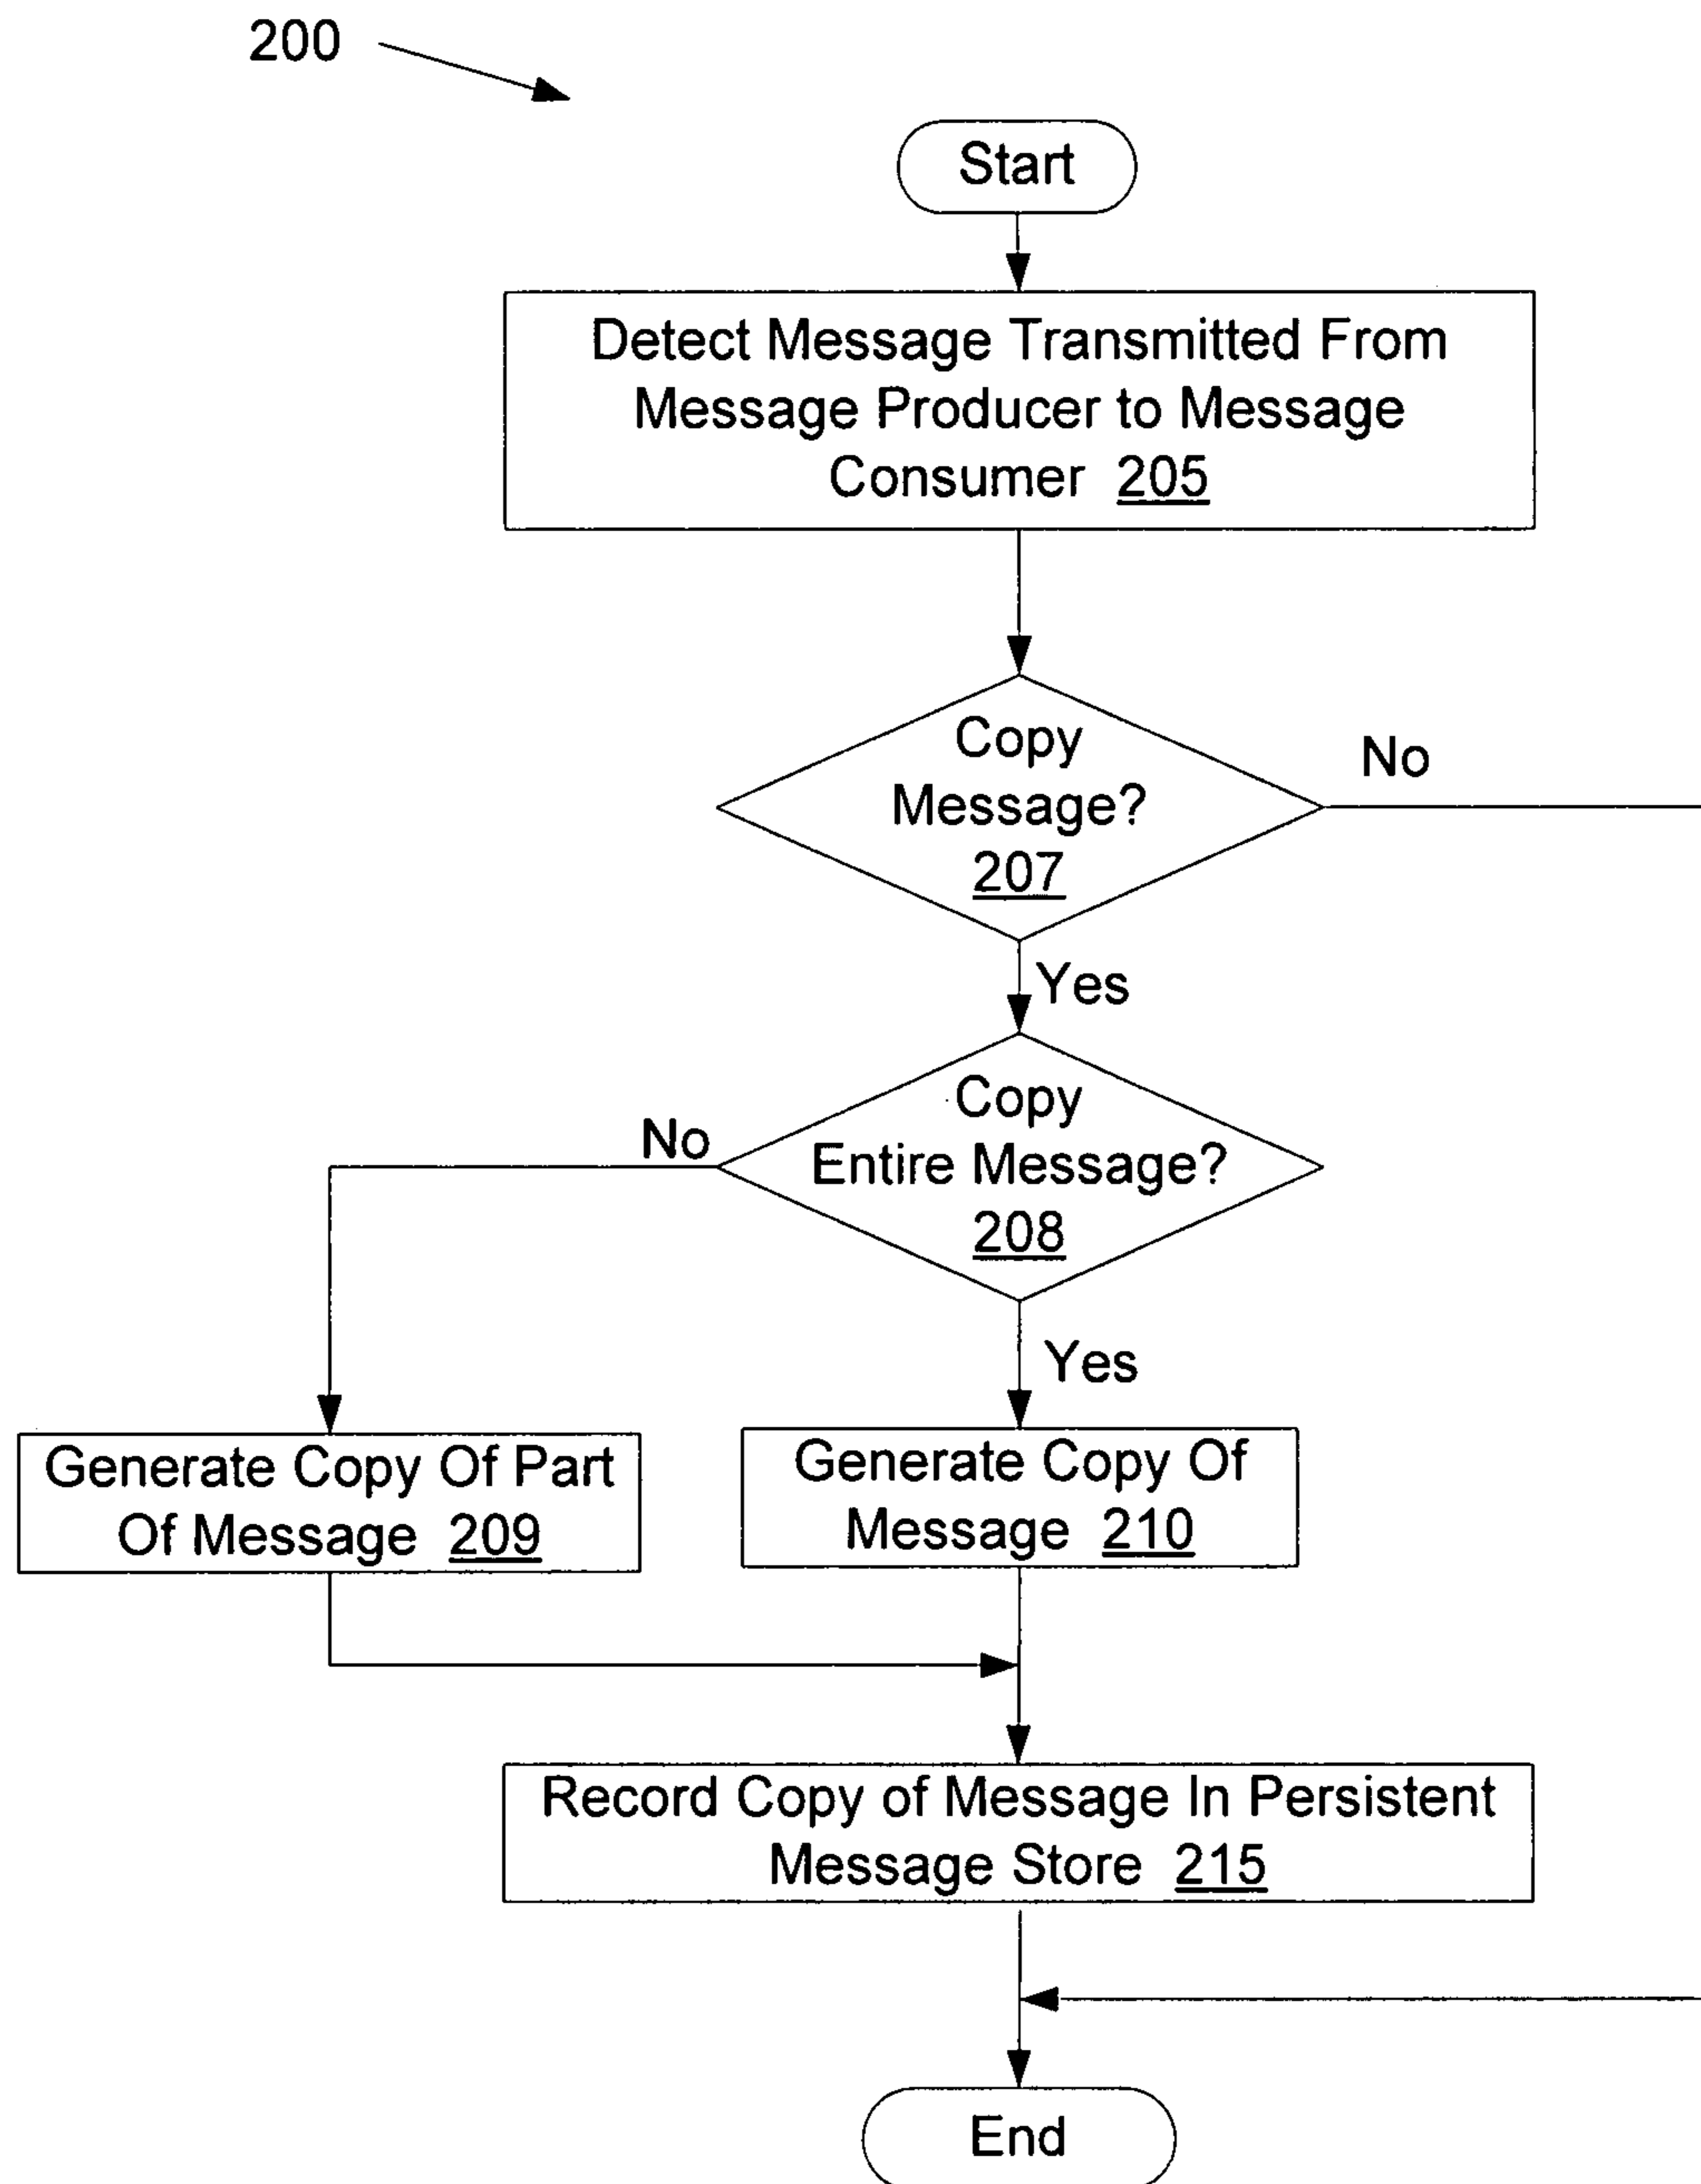 200
Start
Detect Message Transmitted From
Message Producer to Message
Consumer 205
Copy
Message?
207
No
Yes
Copy
Entire Message?
208
No
Yes
Generate Copy Of Part
Of Message 209
Generate Copy Of
Message 210
Record Copy of Message In Persistent
Message Store 215
End